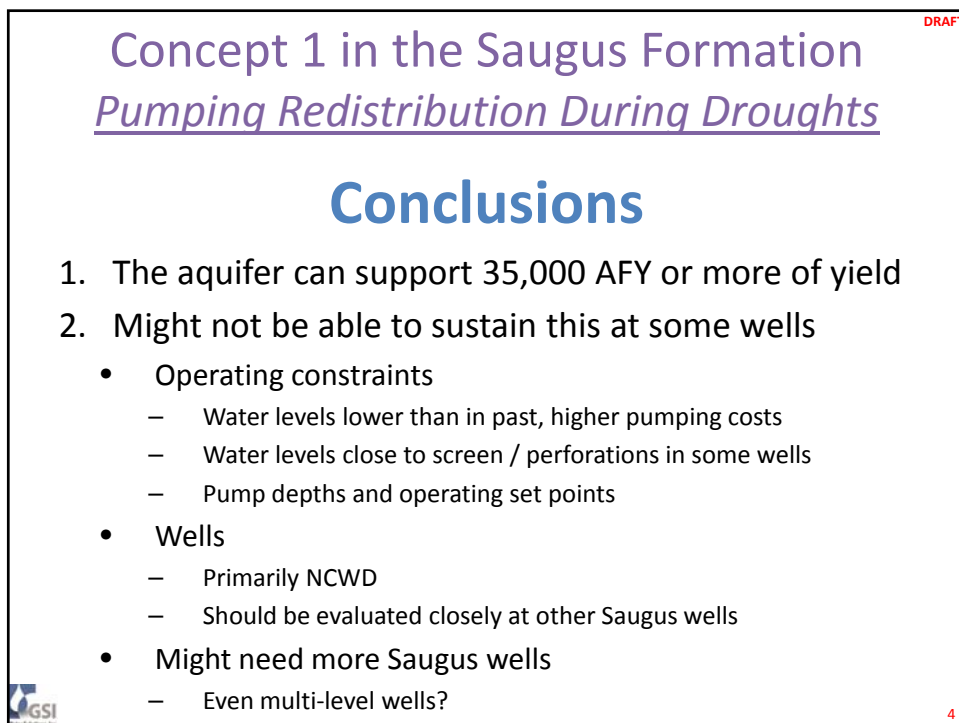 DRAFT
Concept 1 in the Saugus Formation
Pumping Redistribution During Droughts
Conclusions
1. The aquifer can support 35,000 AFY or more of yield
2. Might not be able to sustain this at some wells
• Operating constraints
– Water levels lower than in past, higher pumping costs
– Water levels close to screen / perforations in some wells
– Pump depths and operating set points
• Wells
– Primarily NCWD
– Should be evaluated closely at other Saugus wells
• Might need more Saugus wells
– Even multi-level wells?
GSI
4